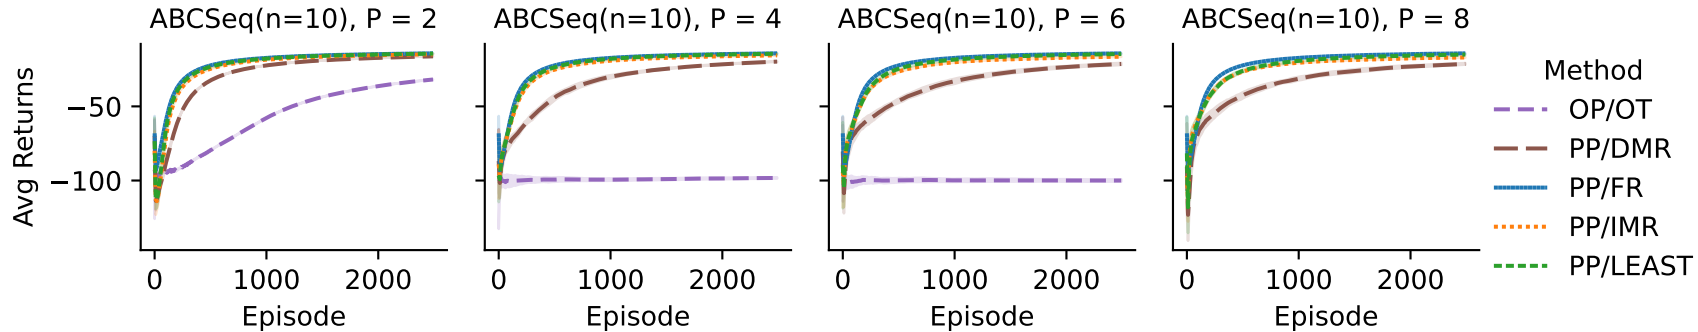 ABCSeq(n=10), P = 2
ABCSeq(n=10), P = 4
ABCSeq(n=10), P = 6
ABCSeq(n=10), P = 8
Avg Returns
−50
−100
0 1000 2000
0 1000 2000
0 1000 2000
0 1000 2000
Episode
Episode
Episode
Episode
Method
OP/OT
PP/DMR
PP/FR
PP/IMR
PP/LEAST